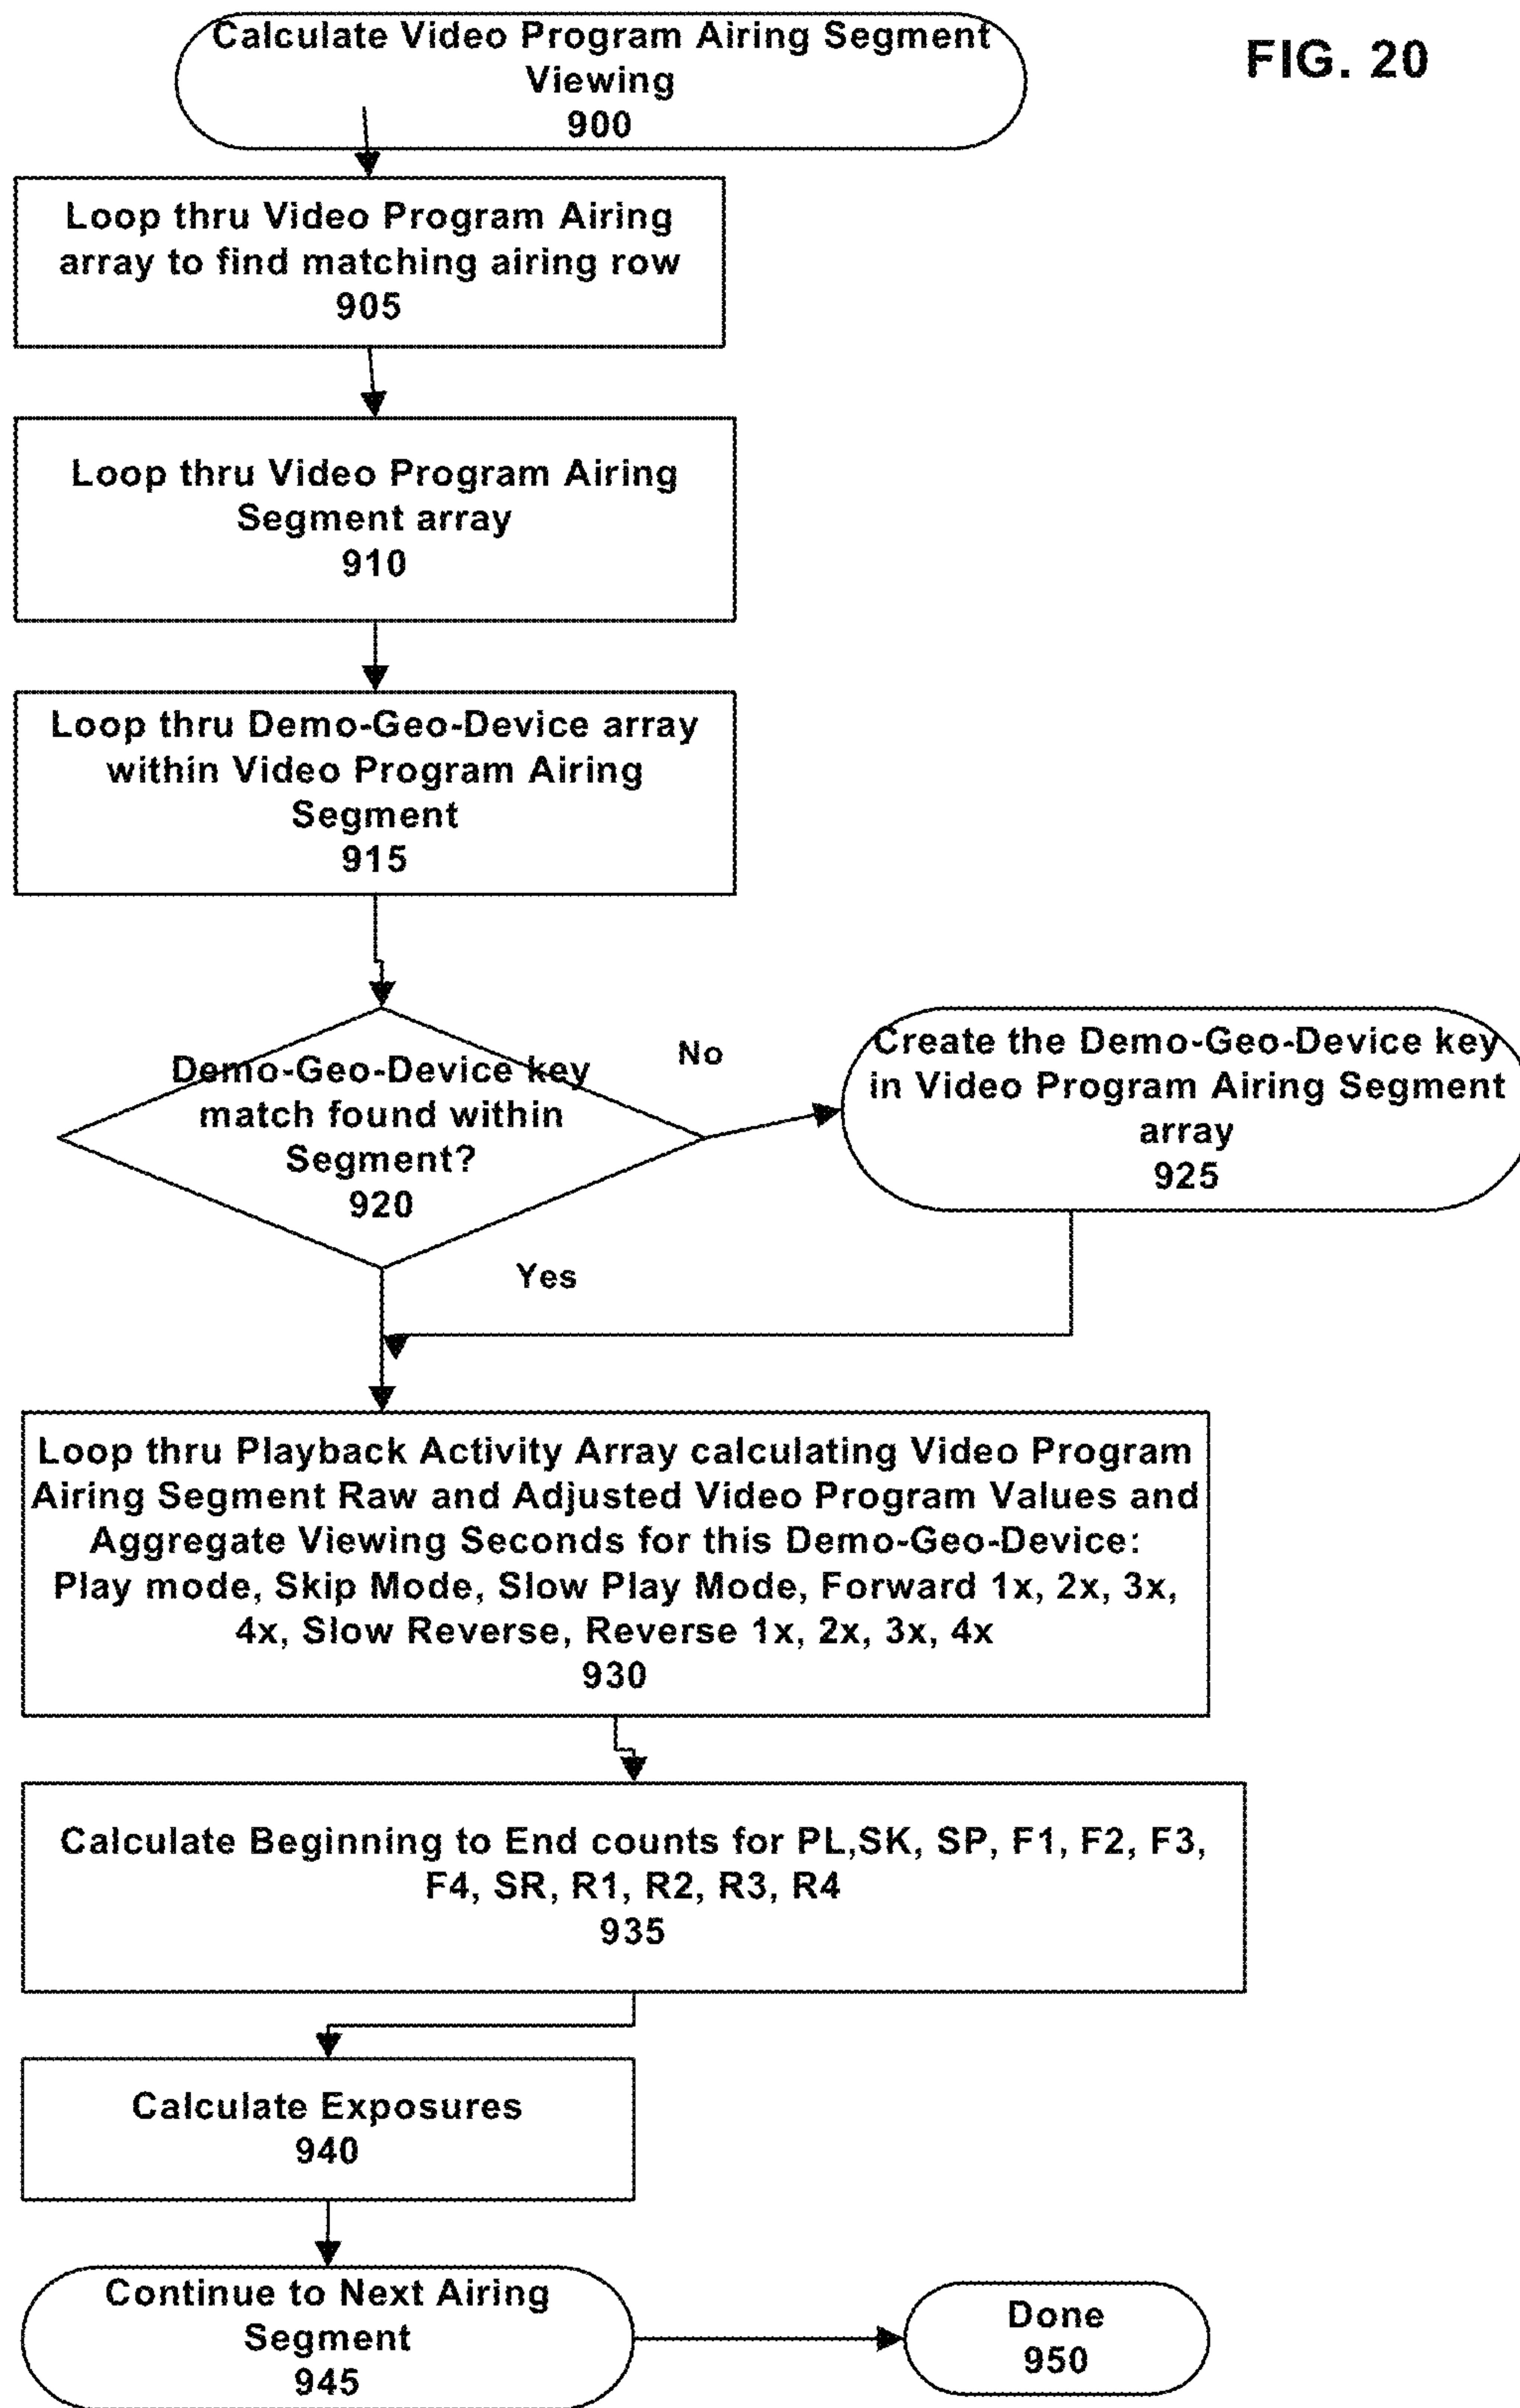 Calculate Video Program Airing Segment
Viewing
900
FIG. 20
Loop thru Video Program Airing
array to find matching airing row
905
Loop thru Video Program Airing
Segment array
910
Loop thru Demo-Geo-Device array
within Video Program Airing
Segment
915
Demo-Geo-Device key
match found within
Segment?
920
No
Create the Demo-Geo-Device key
in Video Program Airing Segment
array
925
Yes
Loop thru Playback Activity Array calculating Video Program
Airing Segment Raw and Adjusted Video Program Values and
Aggregate Viewing Seconds for this Demo-Geo-Device:
Play mode, Skip Mode, Slow Play Mode, Forward 1x, 2x, 3x,
4x, Slow Reverse, Reverse 1x, 2x, 3x, 4x
930
Calculate Beginning to End counts for PL,SK, SP, F1, F2, F3,
F4, SR, R1, R2, R3, R4
935
Calculate Exposures
940
Continue to Next Airing
Segment
945
Done
950